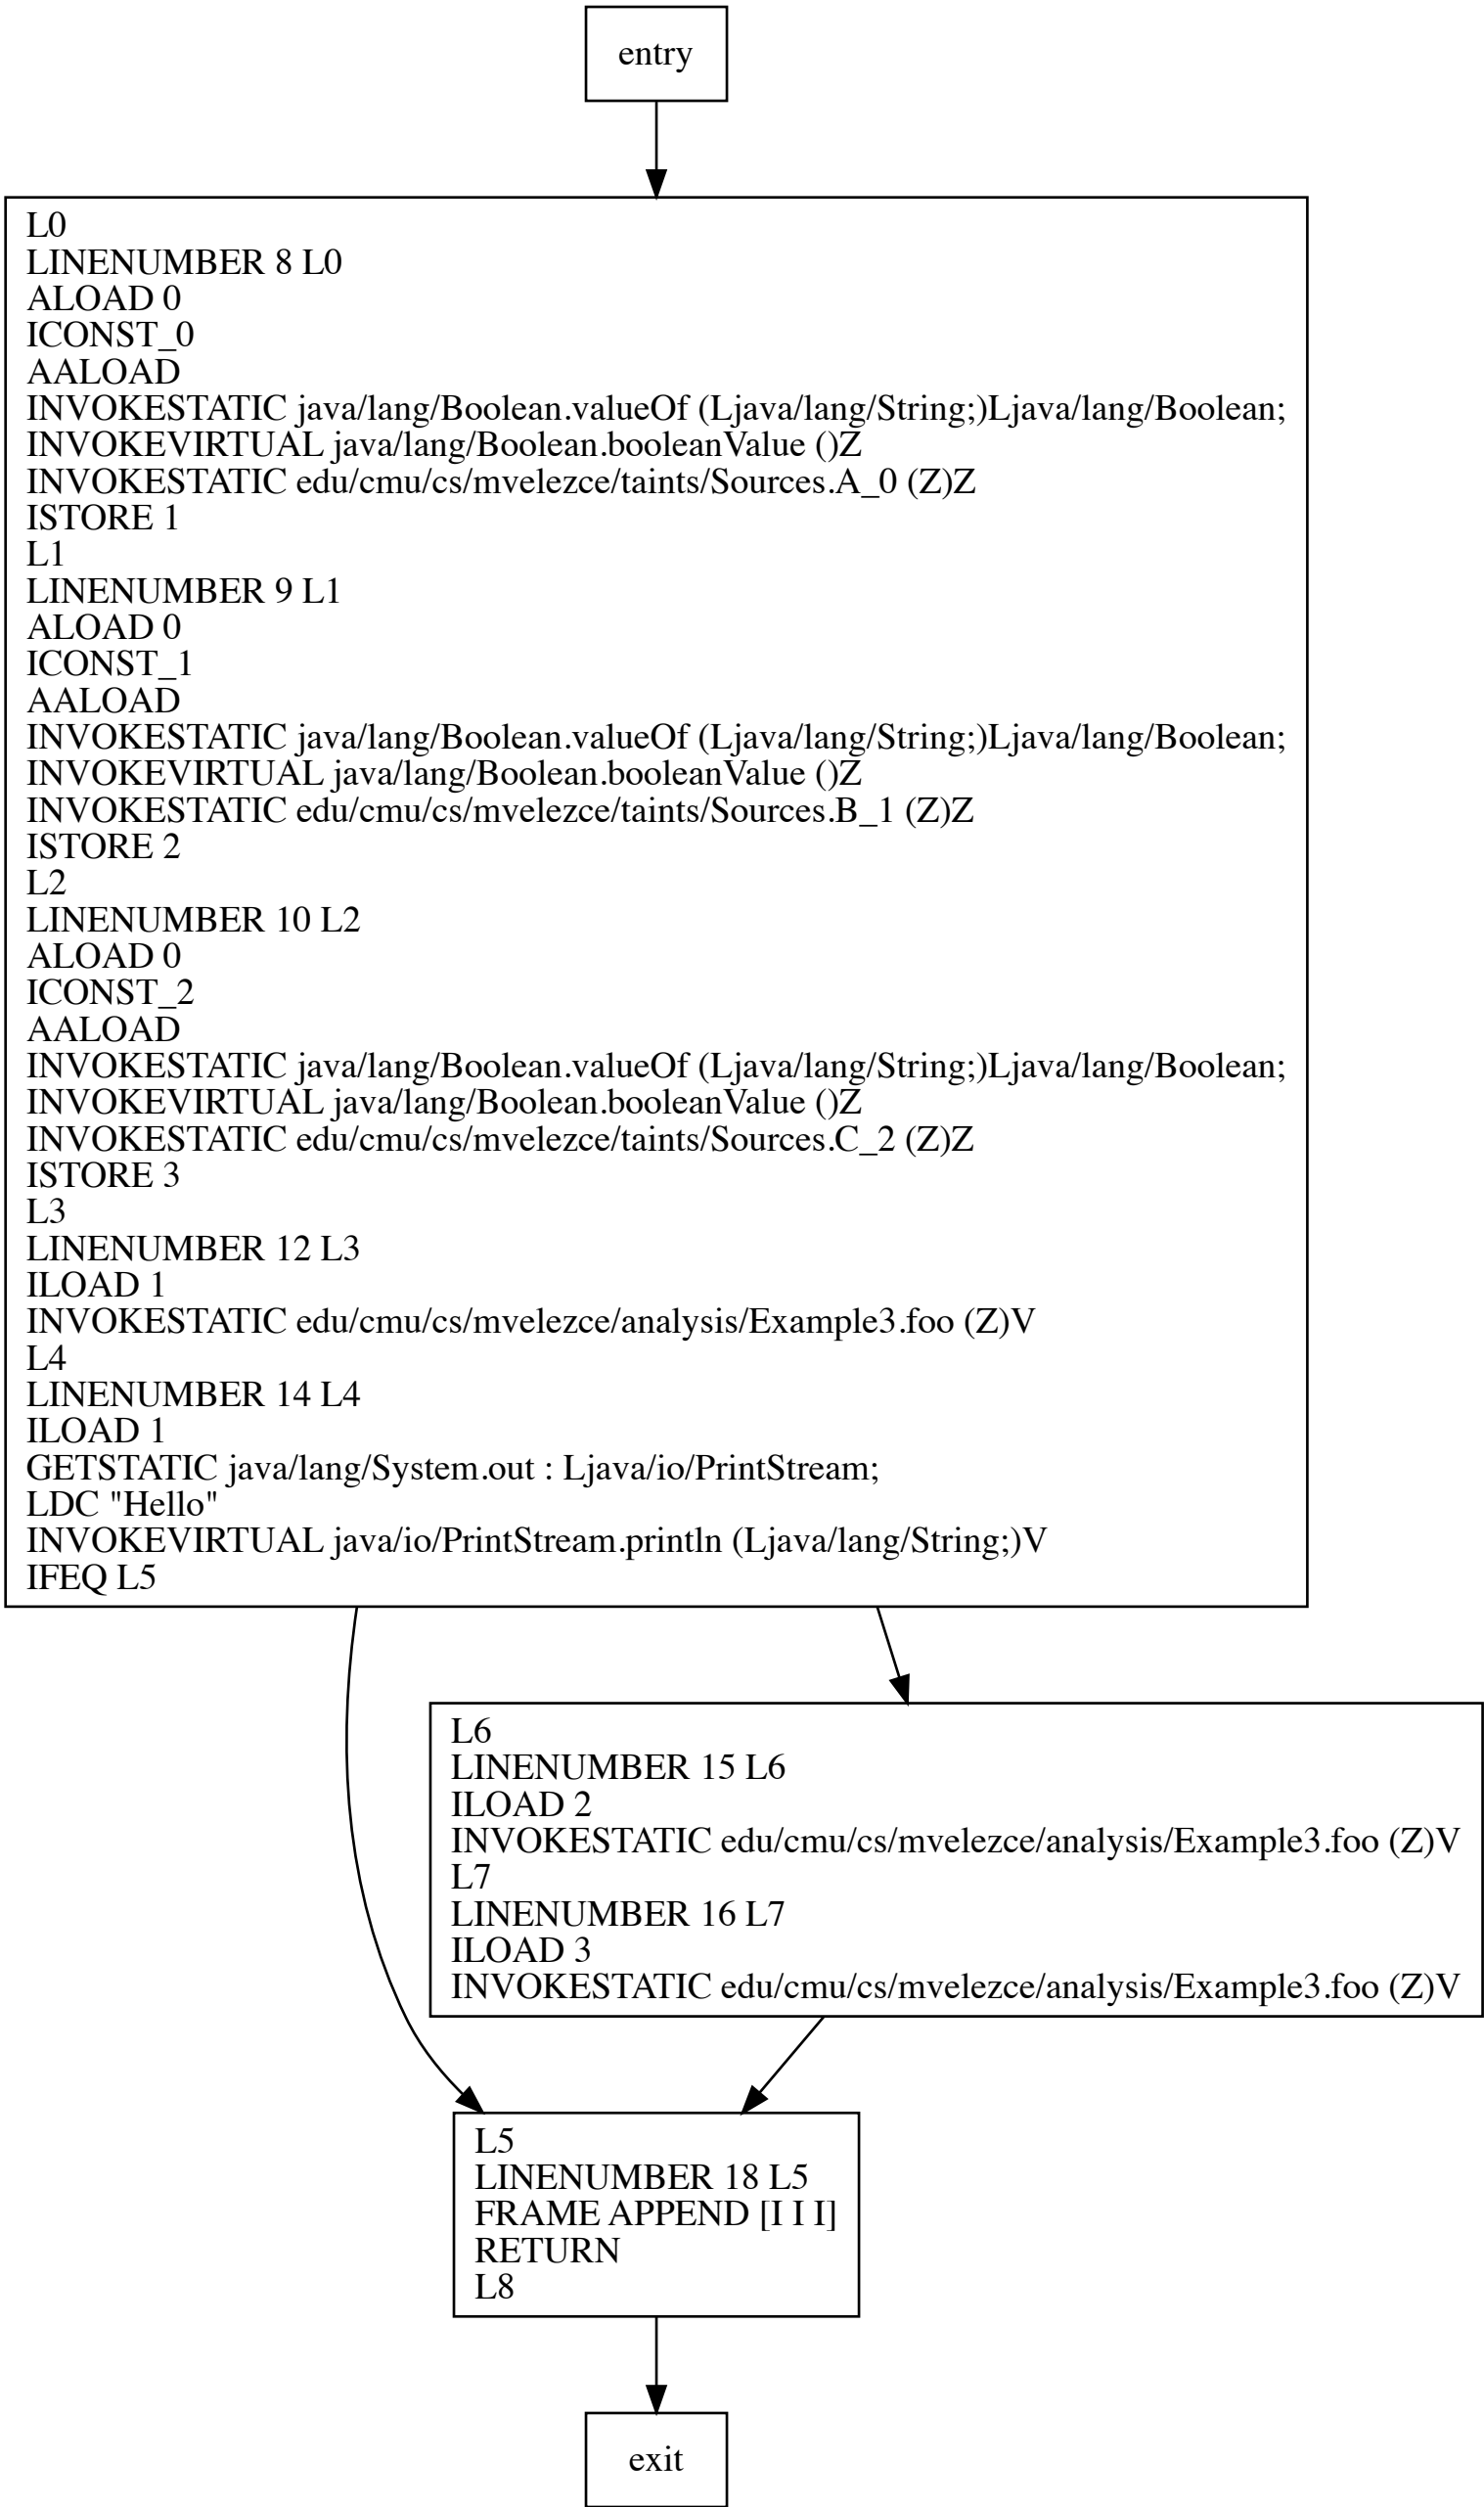 entry
L0
LINENUMBER 8 L0
ALOAD 0
ICONST_0
AALOAD
INVOKESTATIC java/lang/Boolean.valueOf (Ljava/lang/String;)Ljava/lang/Boolean;
INVOKEVIRTUAL java/lang/Boolean.booleanValue ()Z
INVOKESTATIC edu/cmu/cs/mvelezce/taints/Sources.A_0 (Z)Z
ISTORE 1
L1
LINENUMBER 9 L1
ALOAD 0
ICONST_1
AALOAD
INVOKESTATIC java/lang/Boolean.valueOf (Ljava/lang/String;)Ljava/lang/Boolean;
INVOKEVIRTUAL java/lang/Boolean.booleanValue ()Z
INVOKESTATIC edu/cmu/cs/mvelezce/taints/Sources.B_1 (Z)Z
ISTORE 2
L2
LINENUMBER 10 L2
ALOAD 0
ICONST_2
AALOAD
INVOKESTATIC java/lang/Boolean.valueOf (Ljava/lang/String;)Ljava/lang/Boolean;
INVOKEVIRTUAL java/lang/Boolean.booleanValue ()Z
INVOKESTATIC edu/cmu/cs/mvelezce/taints/Sources.C_2 (Z)Z
ISTORE 3
L3
LINENUMBER 12 L3
ILOAD 1
INVOKESTATIC edu/cmu/cs/mvelezce/analysis/Example3.foo (Z)V
L4
LINENUMBER 14 L4
ILOAD 1
GETSTATIC java/lang/System.out : Ljava/io/PrintStream;
LDC "Hello"
INVOKEVIRTUAL java/io/PrintStream.println (Ljava/lang/String;)V
IFEQ L5
L6
LINENUMBER 15 L6
ILOAD 2
INVOKESTATIC edu/cmu/cs/mvelezce/analysis/Example3.foo (Z)V
L7
LINENUMBER 16 L7
ILOAD 3
INVOKESTATIC edu/cmu/cs/mvelezce/analysis/Example3.foo (Z)V
L5
LINENUMBER 18 L5
FRAME APPEND [I I I]
RETURN
L8
exit